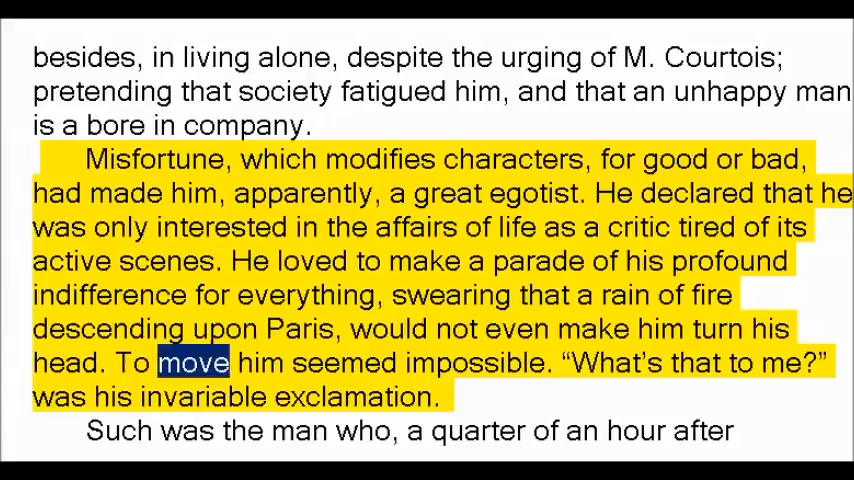 besides, in living alone, despite the urging of M. Courtois;
pretending that society fatigued him, and that an unhappy man
is a bore in company.
Misfortune, which modifies characters, for good or bad,
had made him, apparently, a great egotist. He declared that he
was only interested in the affairs of life as a critic tired of its
active scenes. He loved to make a parade of his profound
indifference for everything, swearing that a rain of fire
descending upon Paris, would not even make him turn his
head. To move him seemed impossible. “What’s that to me?”
was his invariable exclamation.
Such was the man who, a quarter of an hour after